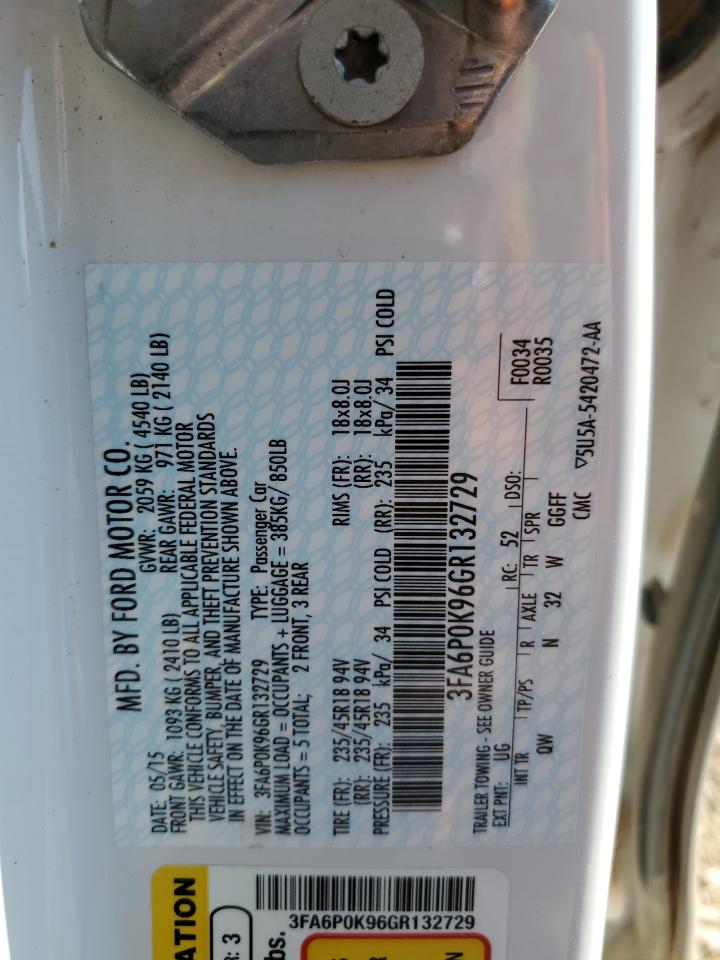 MFD. BY FORD MOTOR CO.
DATE: 05/15 GVWR: 2059 KG ( 4540 LB)
FRONT GAWR: 1093 KG ( 2410 LB) REAR GAWR: 971 KG ( 2140 LB)
THIS VEHICLE CONFORMS TO ALL APPLICABLE FEDERAL MOTOR
VEHICLE SAFETY, BUMPER, AND THEFT PREVENTION STANDARDS
IN EFFECT ON THE DATE OF MANUFACTURE SHOWN ABOVE.
VIN: 3FA6P0K96GR132729 TYPE: Passenger Car
MAXIMUM LOAD = OCCUPANTS + LUGGAGE = 385KG/ 850LB
OCCUPANTS = 5 TOTAL; 2 FRONT, 3 REAR
TIRE (FR): 235/45R18 94V RIMS (FR): 18x8.0J
(RR): 235/45R18 94V (RR): 18x8.0J
PRESSURE (FR): 235 kPa/ 34 PSI COLD (RR): 235 kPa/ 34 PSI COLD
3FA6P0K96GR132729
TRAILER TOWING - SEE OWNER GUIDE
EXT PNT: UG RC: 52 DSO: F0034
R0035
INT TR TP/PS R AXLE TR SPR
QW N 32 W GGFF
CMC ▽5U5A-5420472-AA
ATION
R: 3
bs.
3FA6P0K96GR132729